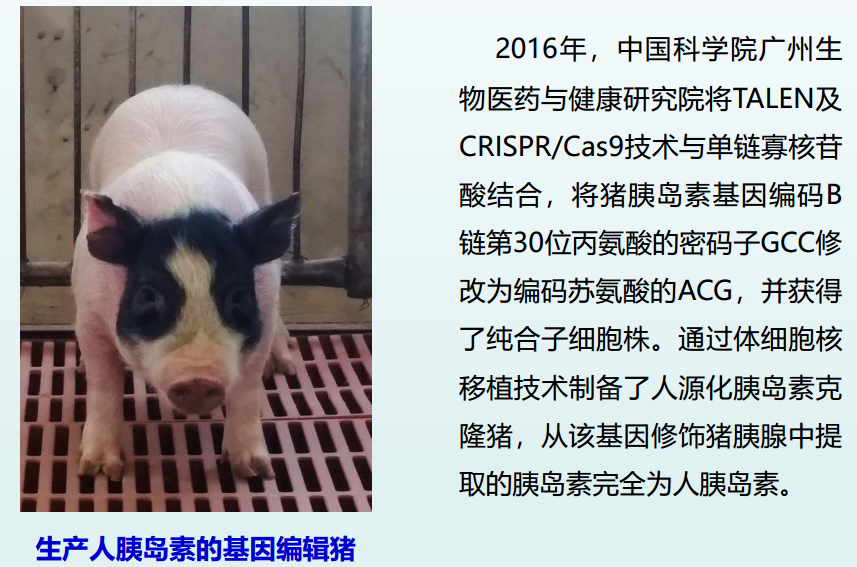 2016年，中国科学院广州生
物医药与健康研究院将TALEN及
CRISPR/Cas9技术与单链寡核苷
酸结合，将猪胰岛素基因编码B
链第30位丙氨酸的密码子GCC修
改为编码苏氨酸的ACG，并获得
了纯合子细胞株。通过体细胞核
移植技术制备了人源化胰岛素克
隆猪，从该基因修饰猪胰腺中提
取的胰岛素完全为人胰岛素。
生产人胰岛素的基因编辑猪